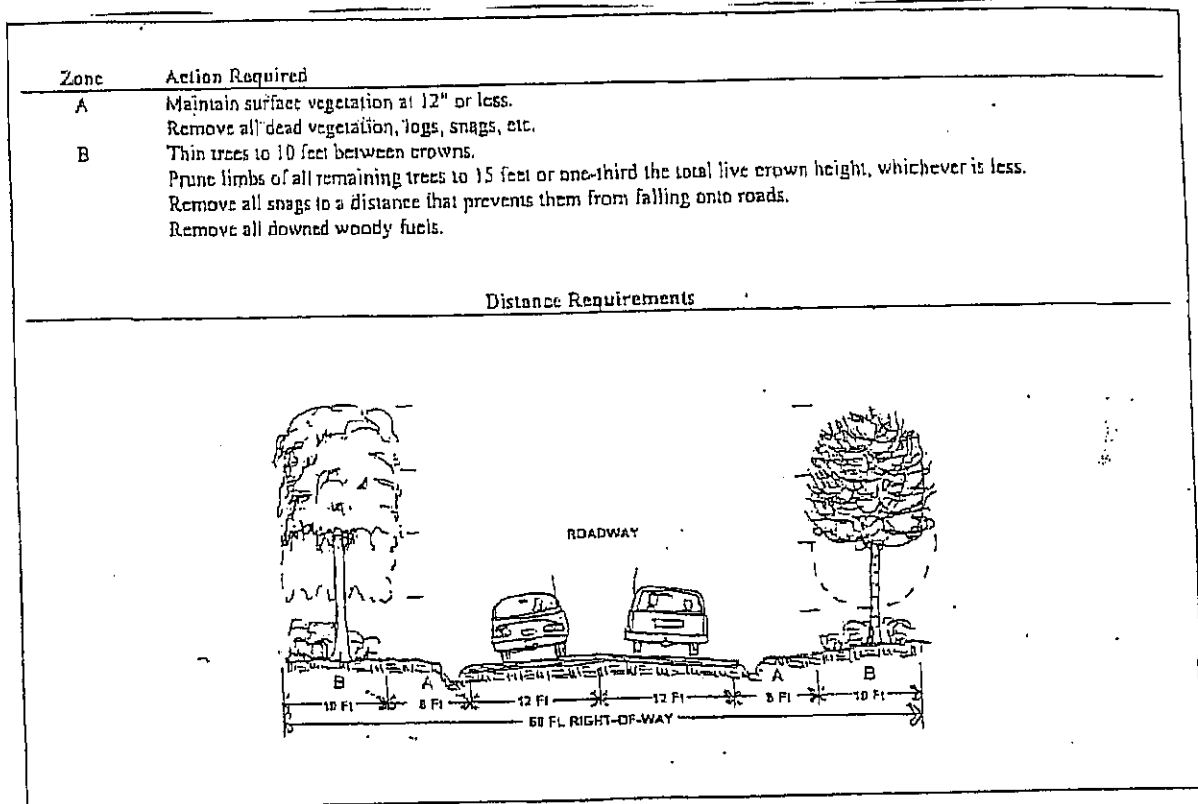 Zone Action Required
A Maintain surface vegetation at 12" or less.
Remove all dead vegetation, logs, snags, etc.
B Thin trees to 10 feet between crowns.
Prune limbs of all remaining trees to 15 feet or one-third the total live crown height, whichever is less.
Remove all snags to a distance that prevents them from falling onto roads.
Remove all downed woody fuels.
Distance Requirements
ROADWAY
B A A B
10 Ft 8 Ft 12 Ft 12 Ft 8 Ft 10 Ft
60 Ft. RIGHT-OF-WAY